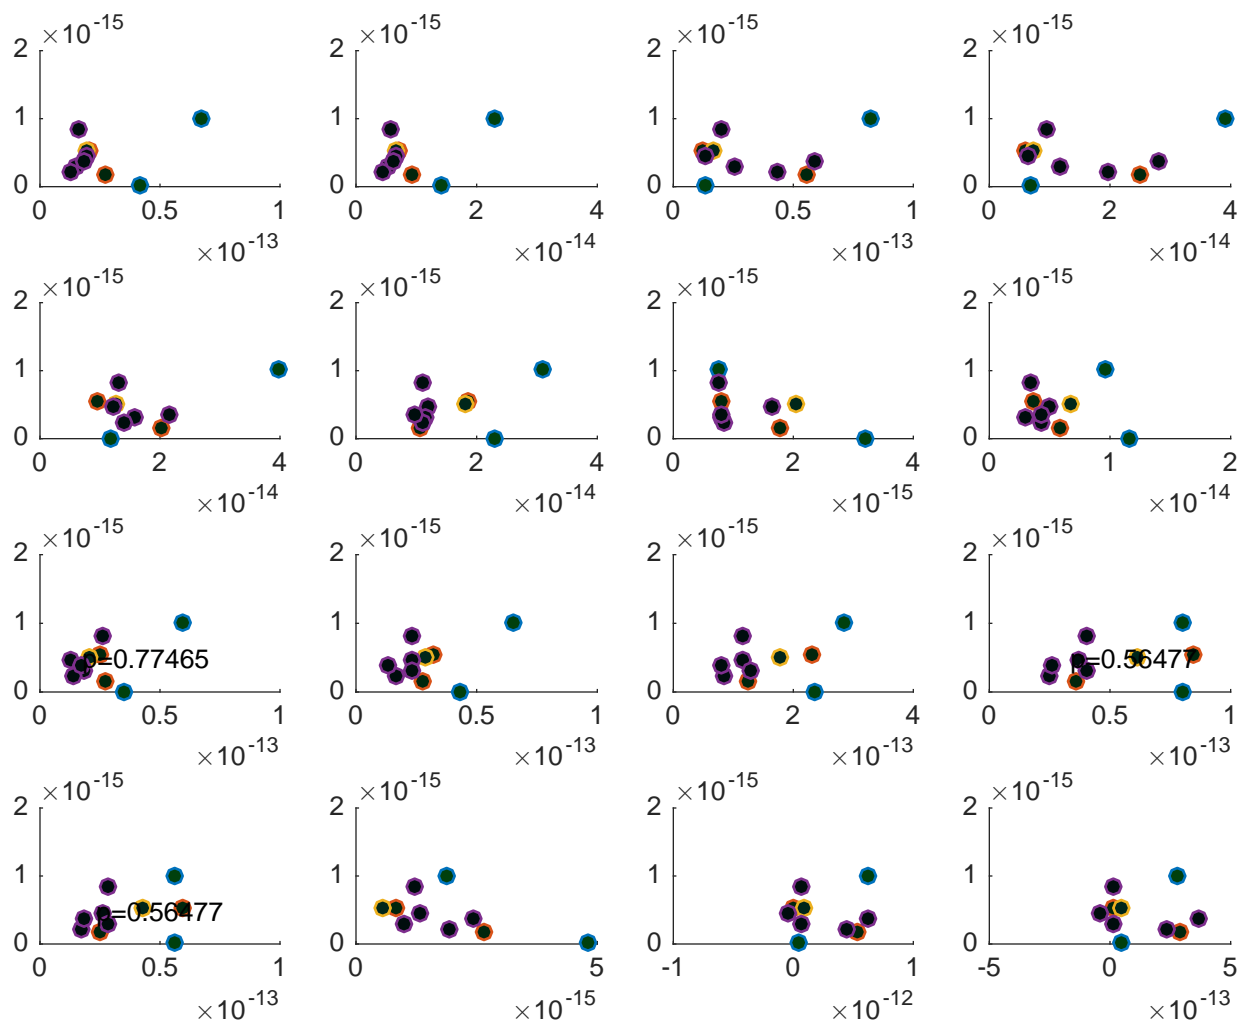 ×10⁻¹⁵ ×10⁻¹⁵ ×10⁻¹⁵ ×10⁻¹⁵
2 2 2 2
1 1 1 1
0 0 0 0
0 0.5 1 0 2 4 0 0.5 1 0 2 4
×10⁻¹³ ×10⁻¹⁴ ×10⁻¹³ ×10⁻¹⁴
×10⁻¹⁵ ×10⁻¹⁵ ×10⁻¹⁵ ×10⁻¹⁵
2 2 2 2
1 1 1 1
0 0 0 0
0 2 4 0 2 4 0 2 4 0 1 2
×10⁻¹⁴ ×10⁻¹⁴ ×10⁻¹⁵ ×10⁻¹⁴
×10⁻¹⁵ ×10⁻¹⁵ ×10⁻¹⁵ ×10⁻¹⁵
2 2 2 2
1 1 1 1
p=0.77465 p=0.56477
0 0 0 0
0 0.5 1 0 0.5 1 0 2 4 0 0.5 1
×10⁻¹³ ×10⁻¹³ ×10⁻¹³ ×10⁻¹³
×10⁻¹⁵ ×10⁻¹⁵ ×10⁻¹⁵ ×10⁻¹⁵
2 2 2 2
1 1 1 1
p=0.56477
0 0 0 0
0 0.5 1 0 5 -1 0 1 -5 0 5
×10⁻¹³ ×10⁻¹⁵ ×10⁻¹² ×10⁻¹³